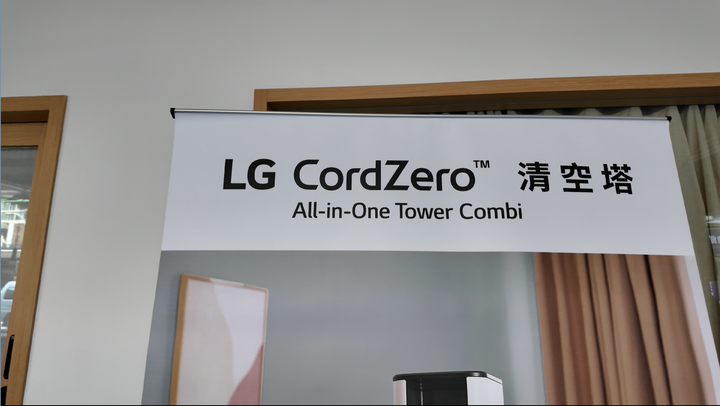 LG CordZero™ 清空塔
All-in-One Tower Combi